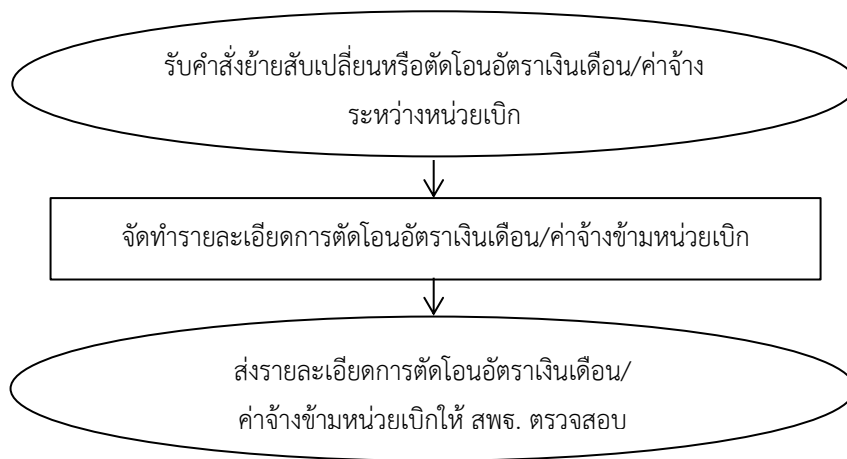 รับคำสั่งย้ายสับเปลี่ยนหรือตัดโอนอัตราเงินเดือน/ค่าจ้าง
ระหว่างหน่วยเบิก
จัดทำรายละเอียดการตัดโอนอัตราเงินเดือน/ค่าจ้างข้ามหน่วยเบิก
ส่งรายละเอียดการตัดโอนอัตราเงินเดือน/
ค่าจ้างข้ามหน่วยเบิกให้ สพร. ตรวจสอบ